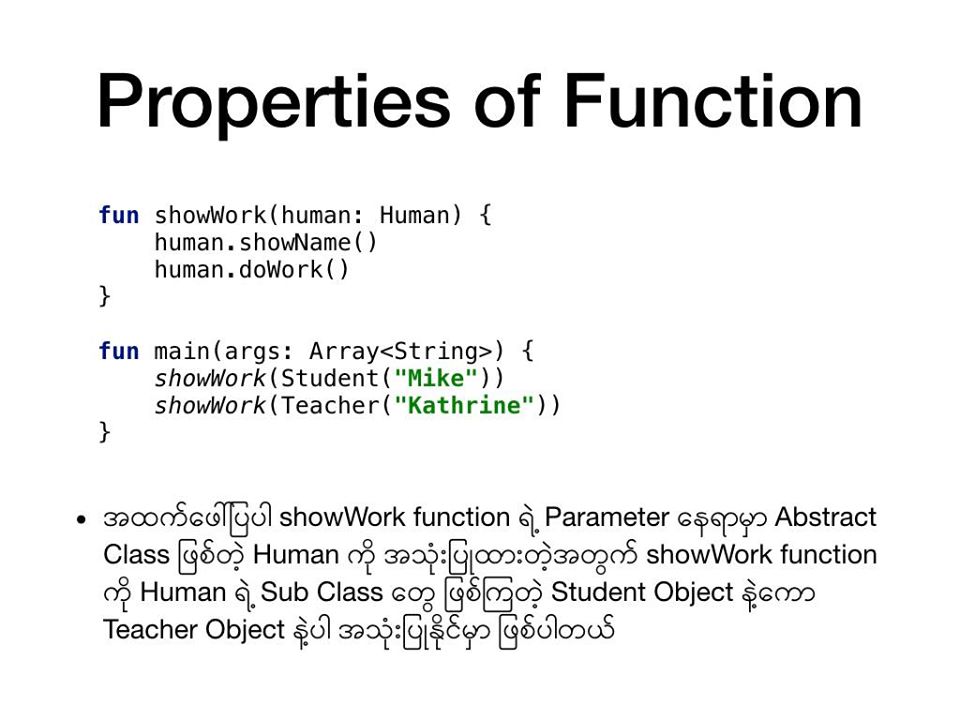 Properties of Function
fun showWork(human: Human) {
    human.showName()
    human.doWork()
}
fun main(args: Array<String>) {
    showWork(Student("Mike"))
    showWork(Teacher("Kathrine"))
}
• အထက်ဖေါ်ပြပါ showWork function ရဲ့ Parameter နေရာမှာ Abstract
Class ဖြစ်တဲ့ Human ကို အသုံးပြုထားတဲ့အတွက် showWork function
ကို Human ရဲ့ Sub Class တွေ ဖြစ်ကြတဲ့ Student Object နဲ့ကော
Teacher Object နဲ့ပါ အသုံးပြုနိုင်မှာ ဖြစ်ပါတယ်